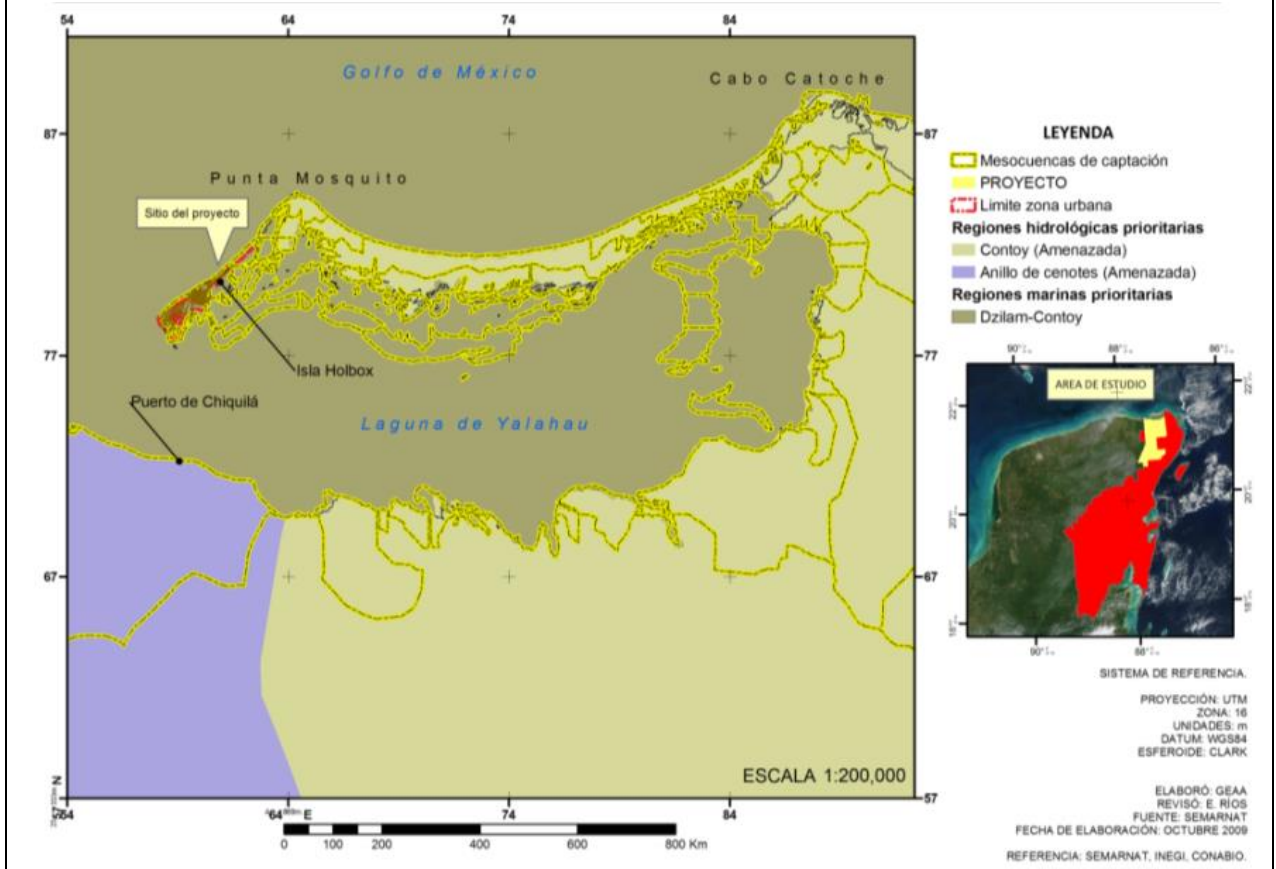 54
64
74
84
Golfo de México
Cabo Catoche
87
87
Punta Mosquito
Sitio del proyecto
77
77
Isla Holbox
Puerto de Chiquilá
Laguna de Yalahau
67
67
ESCALA 1:200,000
57
N
54
64
E
74
84
0 100 200 400 600 800 Km
LEYENDA
Mesocuencas de captación
PROYECTO
Limite zona urbana
Regiones hidrológicas prioritarias
Contoy (Amenazada)
Anillo de cenotes (Amenazada)
Regiones marinas prioritarias
Dzilam-Contoy
AREA DE ESTUDIO
SISTEMA DE REFERENCIA.
PROYECCIÓN: UTM
ZONA: 16
UNIDADES: m
DATUM: WGS84
ESFEROIDE: CLARK
ELABORÓ: GEAA
REVISÓ: E. RÍOS
FUENTE: SEMARNAT
FECHA DE ELABORACIÓN: OCTUBRE 2009
REFERENCIA: SEMARNAT, INEGI, CONABIO.